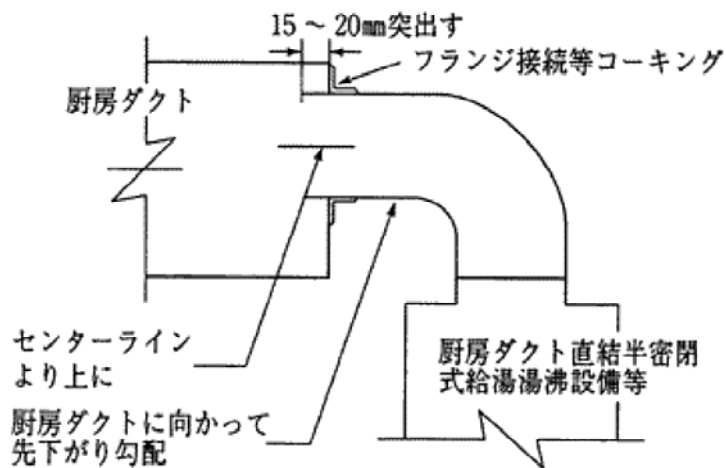 15～20㎜突出す
フランジ接続等コーキング
厨房ダクト
センターライン
より上に
厨房ダクト直結半密閉
式給湯湯沸設備等
厨房ダクトに向かって
先下がり勾配